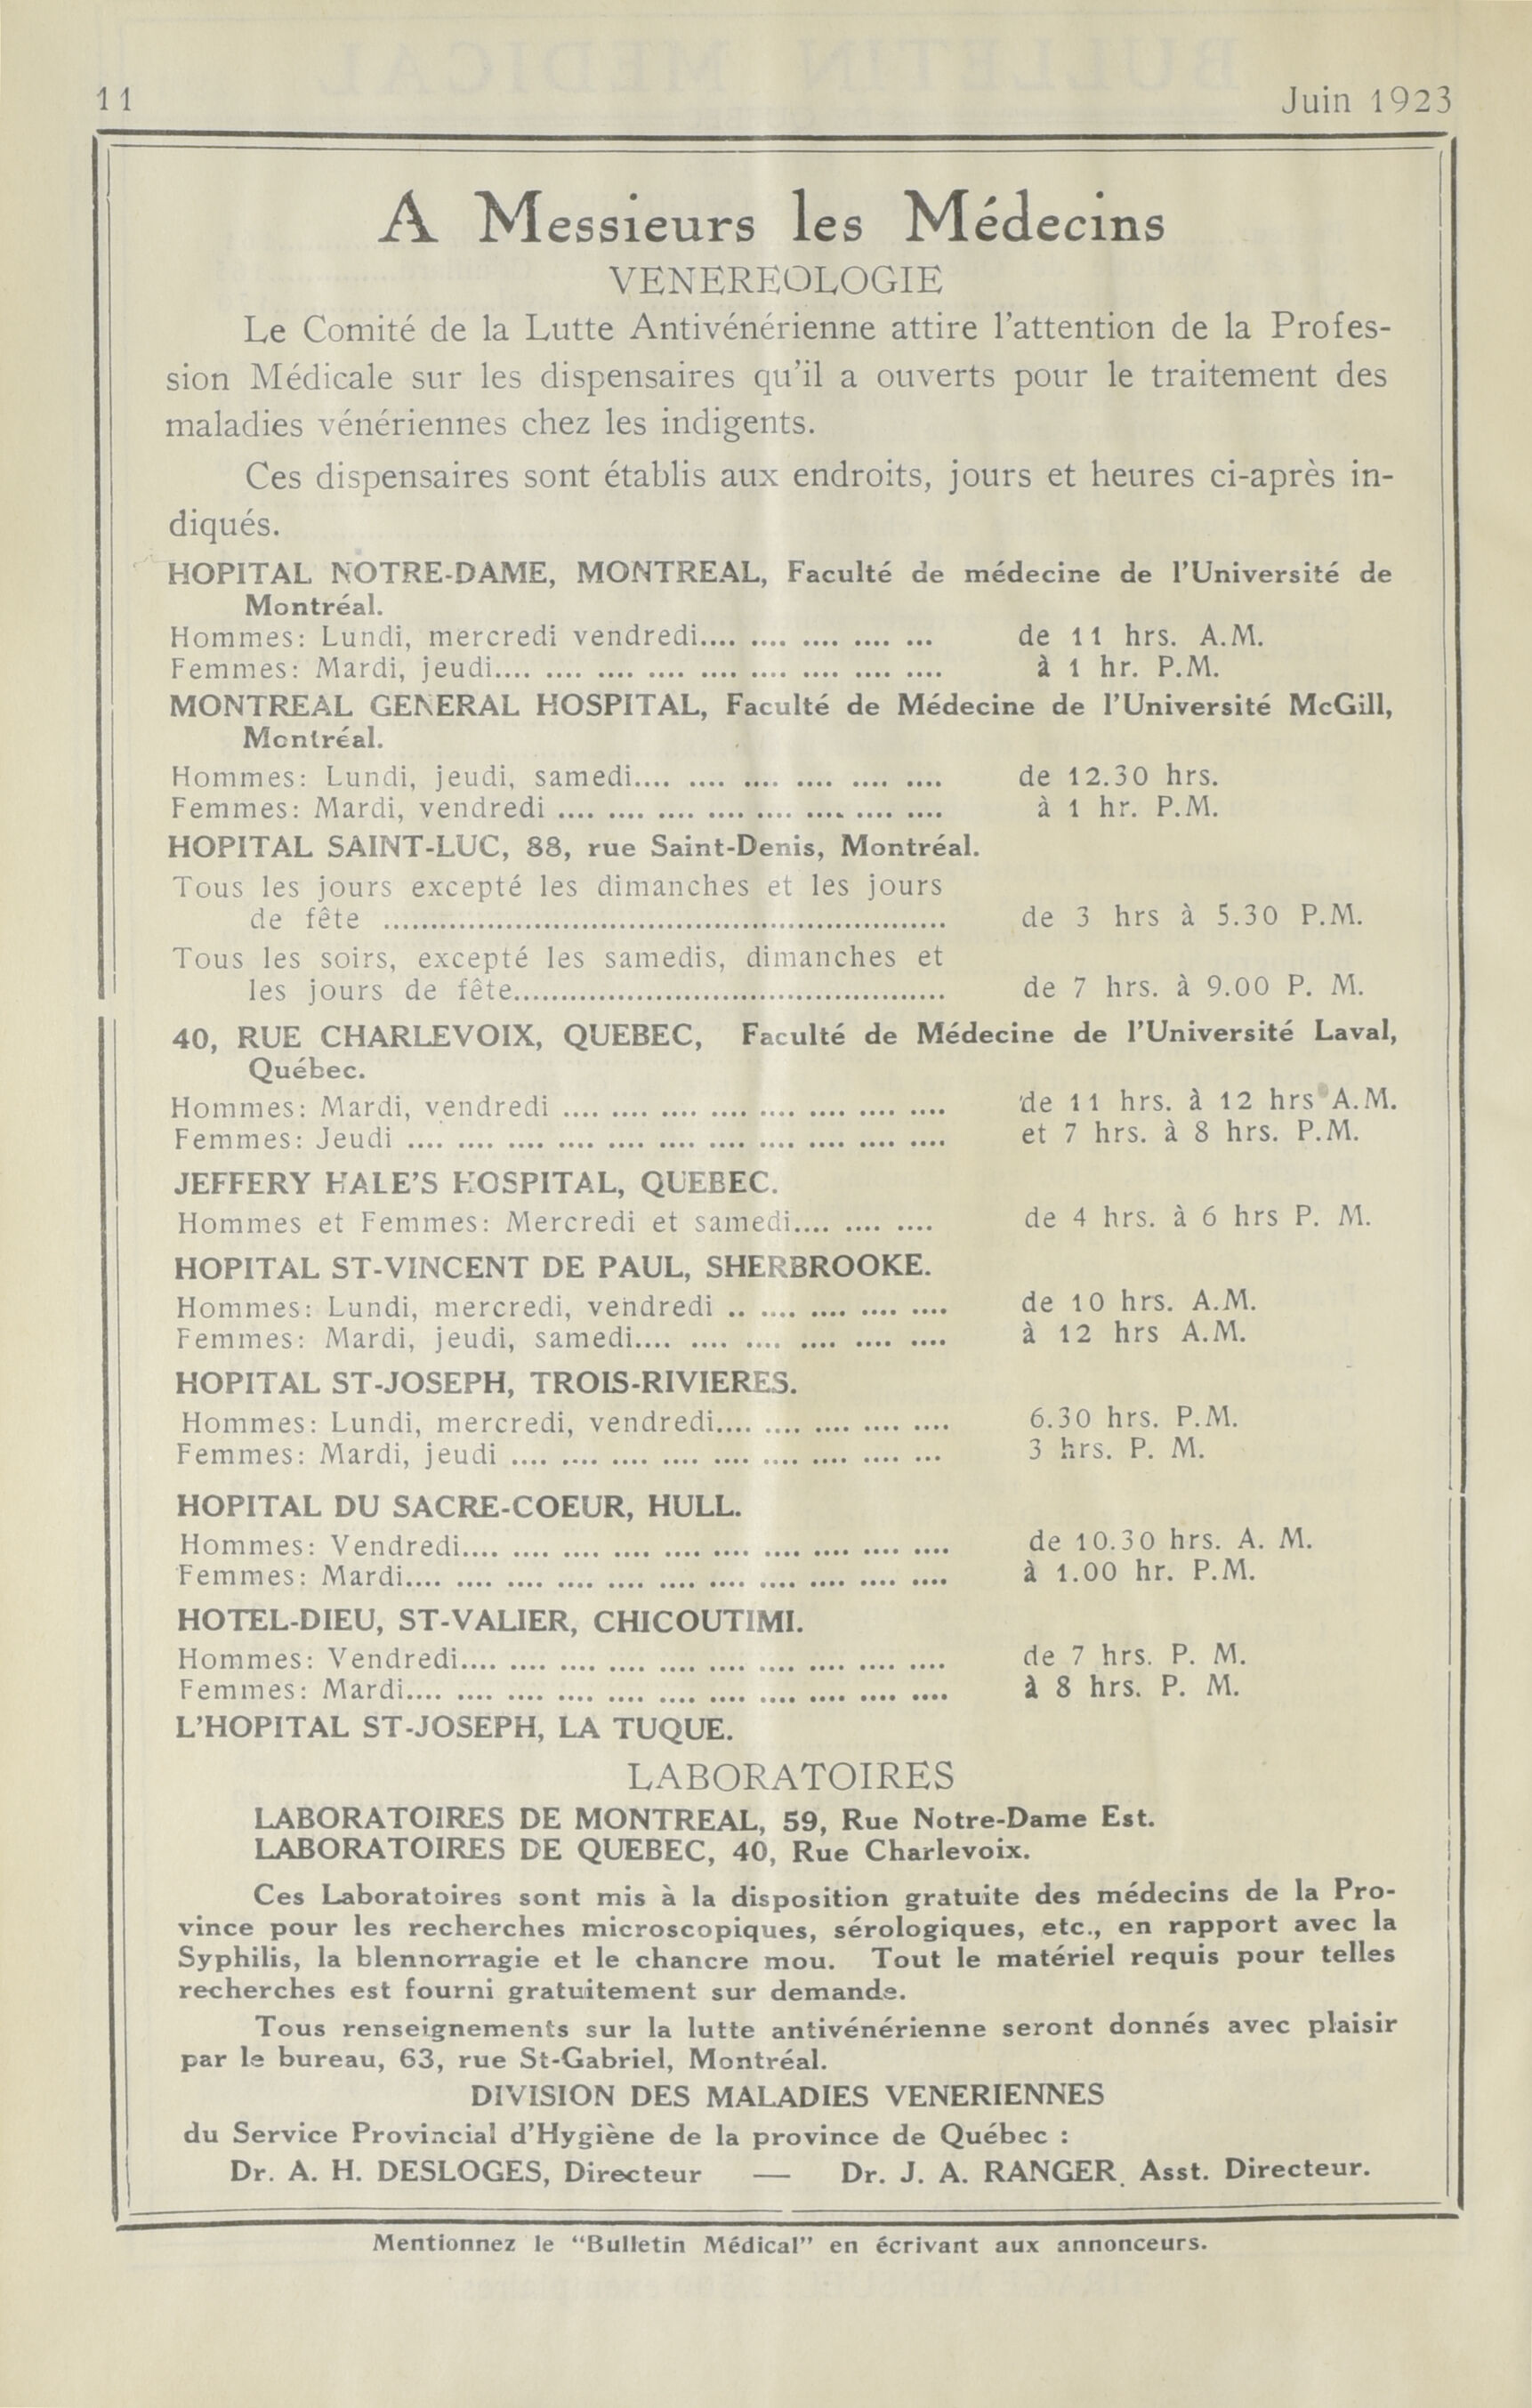 11 Juin 1923
A Messieurs les Médecins
VENEREOLOGIE
Le Comité de la Lutte Antivénérienne attire l'attention de la Profes-
sion Médicale sur les dispensaires qu'il a ouverts pour le traitement des
maladies vénériennes chez les indigents.
Ces dispensaires sont établis aux endroits, jours et heures ci-après in-
diqués.
HOPITAL NOTRE-DAME, MONTREAL, Faculté de médecine de l'Université de
Montréal.
Hommes: Lundi, mercredi vendredi.... .... .... .... ... de 11 hrs. A.M.
Femmes: Mardi, jeudi.... .... .... .... .... .... .... .... .... à 1 hr. P.M.
MONTREAL GENERAL HOSPITAL, Faculté de Médecine de l'Université McGill,
Montréal.
Hommes: Lundi, jeudi, samedi.... .... .... .... .... .... de 12.30 hrs.
Femmes: Mardi, vendredi .... .... .... .... .... .... .... .... à 1 hr. P.M.
HOPITAL SAINT-LUC, 88, rue Saint-Denis, Montréal.
Tous les jours excepté les dimanches et les jours
de fête ............................................................ de 3 hrs à 5.30 P.M.
Tous les soirs, excepté les samedis, dimanches et
les jours de fête.............................................. de 7 hrs. à 9.00 P. M.
40, RUE CHARLEVOIX, QUEBEC, Faculté de Médecine de l'Université Laval,
Québec.
Hommes: Mardi, vendredi .... .... .... .... .... .... .... .... de 11 hrs. à 12 hrs A.M.
Femmes: Jeudi .... .... .... .... .... .... .... .... .... .... .... et 7 hrs. à 8 hrs. P.M.
JEFFERY HALE'S HOSPITAL, QUEBEC.
Hommes et Femmes: Mercredi et samedi.... .... .... de 4 hrs. à 6 hrs P. M.
HOPITAL ST-VINCENT DE PAUL, SHERBROOKE.
Hommes: Lundi, mercredi, vendredi .. .... .... .... .... de 10 hrs. A.M.
Femmes: Mardi, jeudi, samedi.... .... .... .... .... .... à 12 hrs A.M.
HOPITAL ST-JOSEPH, TROIS-RIVIERES.
Hommes: Lundi, mercredi, vendredi.... .... .... .... .... 6.30 hrs. P.M.
Femmes: Mardi, jeudi .... .... .... .... .... .... .... .... ... 3 hrs. P. M.
HOPITAL DU SACRE-COEUR, HULL.
Hommes: Vendredi.... .... .... .... .... .... .... .... .... .... de 10.30 hrs. A. M.
Femmes: Mardi.... .... .... .... .... .... .... .... .... .... .... à 1.00 hr. P.M.
HOTEL-DIEU, ST-VALIER, CHICOUTIMI.
Hommes: Vendredi.... .... .... .... .... .... .... .... .... .... de 7 hrs. P. M.
Femmes: Mardi.... .... .... .... .... .... .... .... .... .... .... à 8 hrs. P. M.
L'HOPITAL ST-JOSEPH, LA TUQUE.
LABORATOIRES
LABORATOIRES DE MONTREAL, 59, Rue Notre-Dame Est.
LABORATOIRES DE QUEBEC, 40, Rue Charlevoix.
Ces Laboratoires sont mis à la disposition gratuite des médecins de la Pro-
vince pour les recherches microscopiques, sérologiques, etc., en rapport avec la
Syphilis, la blennorragie et le chancre mou. Tout le matériel requis pour telles
recherches est fourni gratuitement sur demande.
Tous renseignements sur la lutte antivénérienne seront donnés avec plaisir
par le bureau, 63, rue St-Gabriel, Montréal.
DIVISION DES MALADIES VENERIENNES
du Service Provincial d'Hygiène de la province de Québec :
Dr. A. H. DESLOGES, Directeur — Dr. J. A. RANGER. Asst. Directeur.
Mentionnez le "Bulletin Médical" en écrivant aux annonceurs.